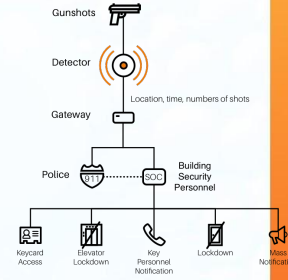 Gunshots
Detector
Location, time, numbers of shots
Gateway
Police
911
SOC
Building
Security
Personnel
Keycard
Access
Elevator
Lockdown
Key
Personnel
Notification
Lockdown
Mass